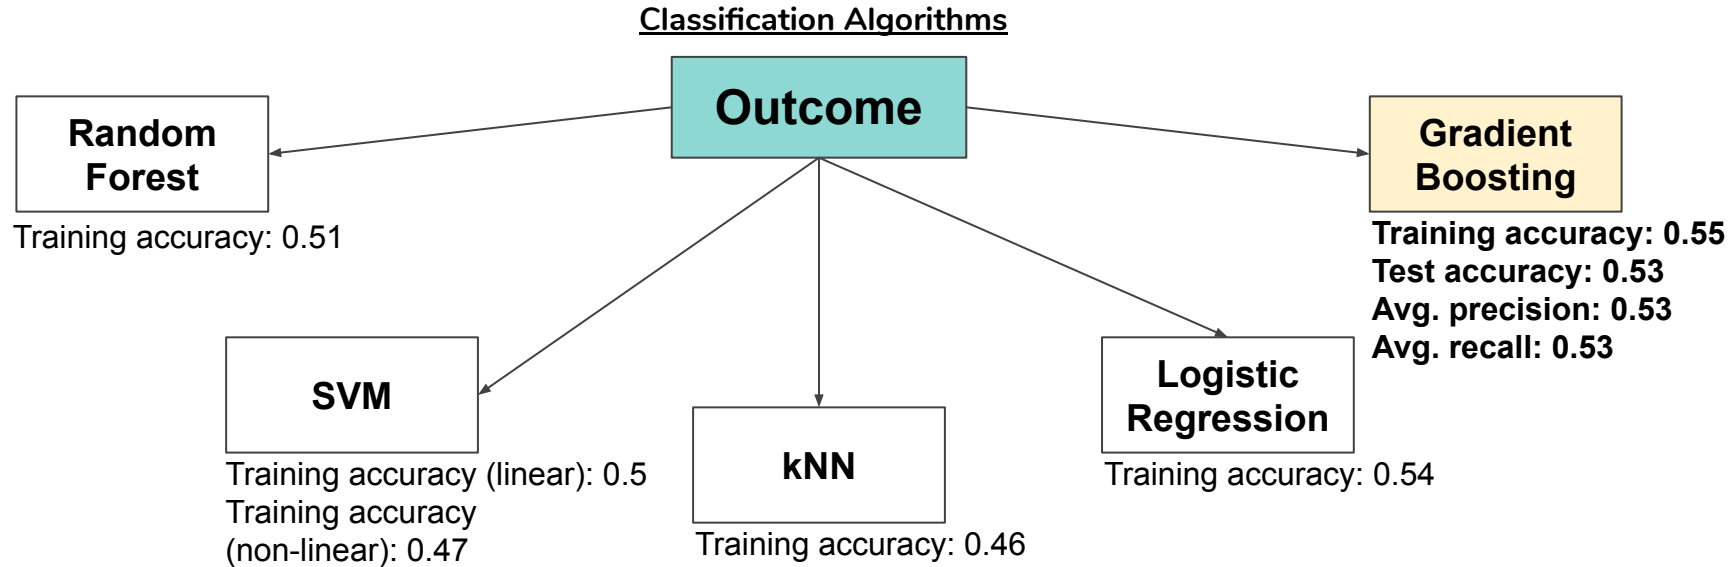 Classification Algorithms
Outcome
Random
Forest
Training accuracy: 0.51
SVM
Training accuracy (linear): 0.5
Training accuracy
(non-linear): 0.47
kNN
Training accuracy: 0.46
Logistic
Regression
Training accuracy: 0.54
Gradient
Boosting
Training accuracy: 0.55
Test accuracy: 0.53
Avg. precision: 0.53
Avg. recall: 0.53